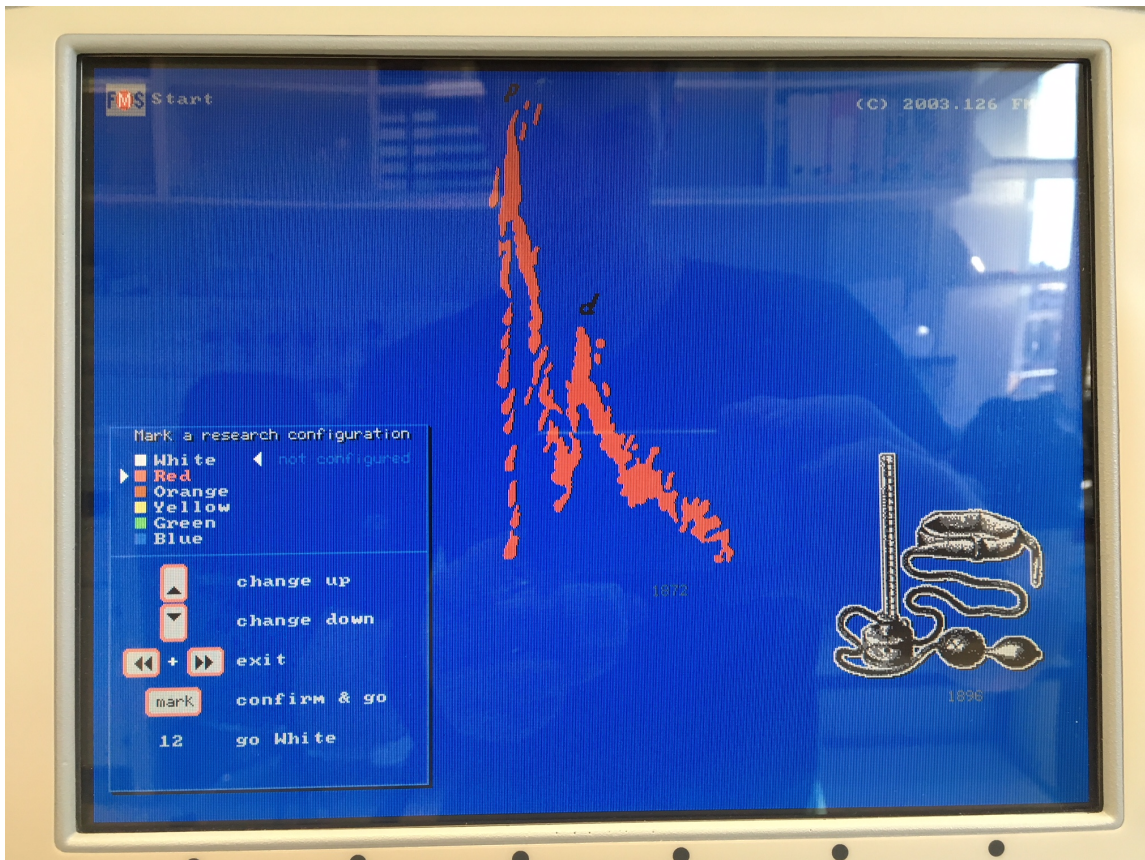 FMS Start
(C) 2003.126 FM
p
d
Mark a research configuration
White not configured
Red
Orange
Yellow
Green
Blue
change up
change down
+ exit
mark confirm & go
12 go White
1872
1896